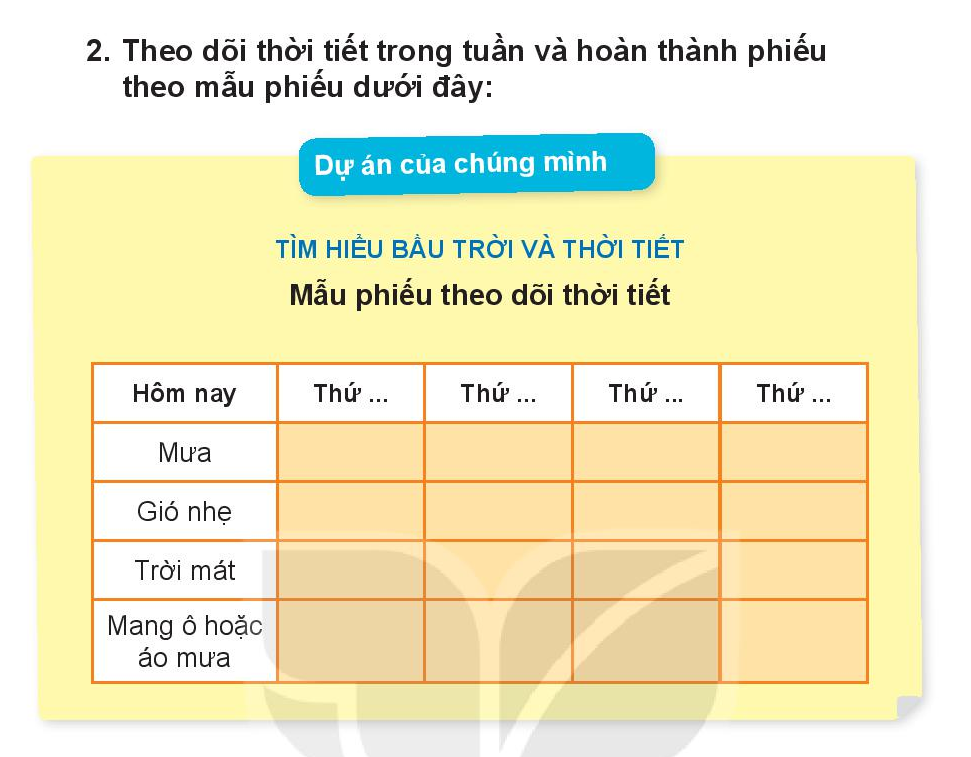 2. Theo dõi thời tiết trong tuần và hoàn thành phiếu
theo mẫu phiếu dưới đây:
Dự án của chúng mình
TÌM HIỂU BẦU TRỜI VÀ THỜI TIẾT
Mẫu phiếu theo dõi thời tiết
Hôm nay Thứ ... Thứ ... Thứ ... Thứ ...
Mưa
Gió nhẹ
Trời mát
Mang ô hoặc
áo mưa